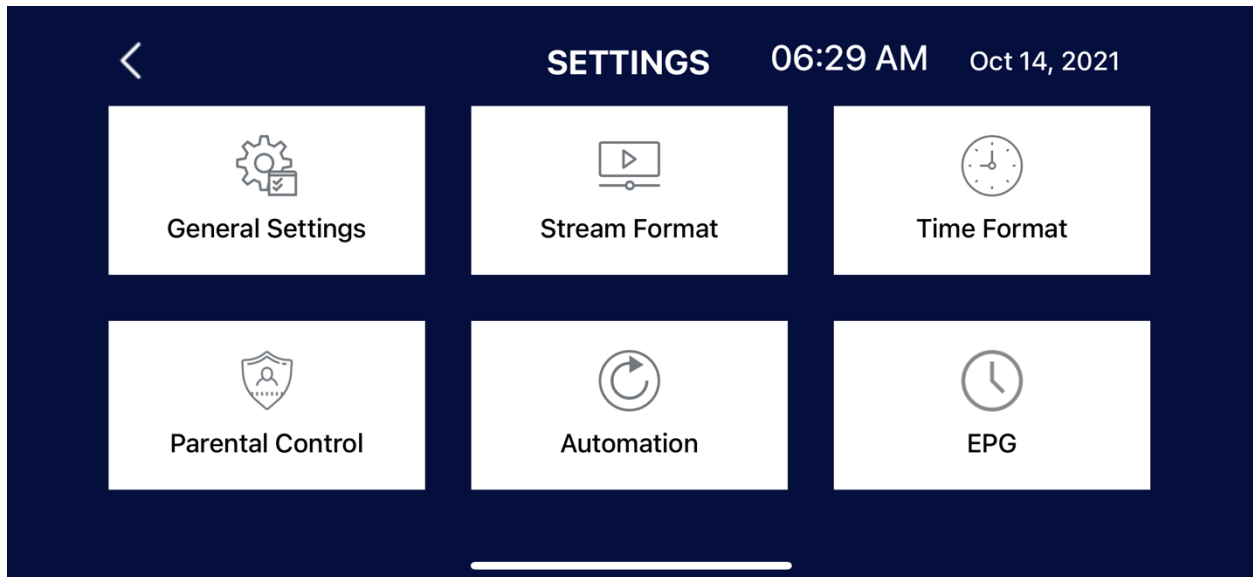 SETTINGS 06:29 AM Oct 14, 2021
General Settings Stream Format Time Format
Parental Control Automation EPG